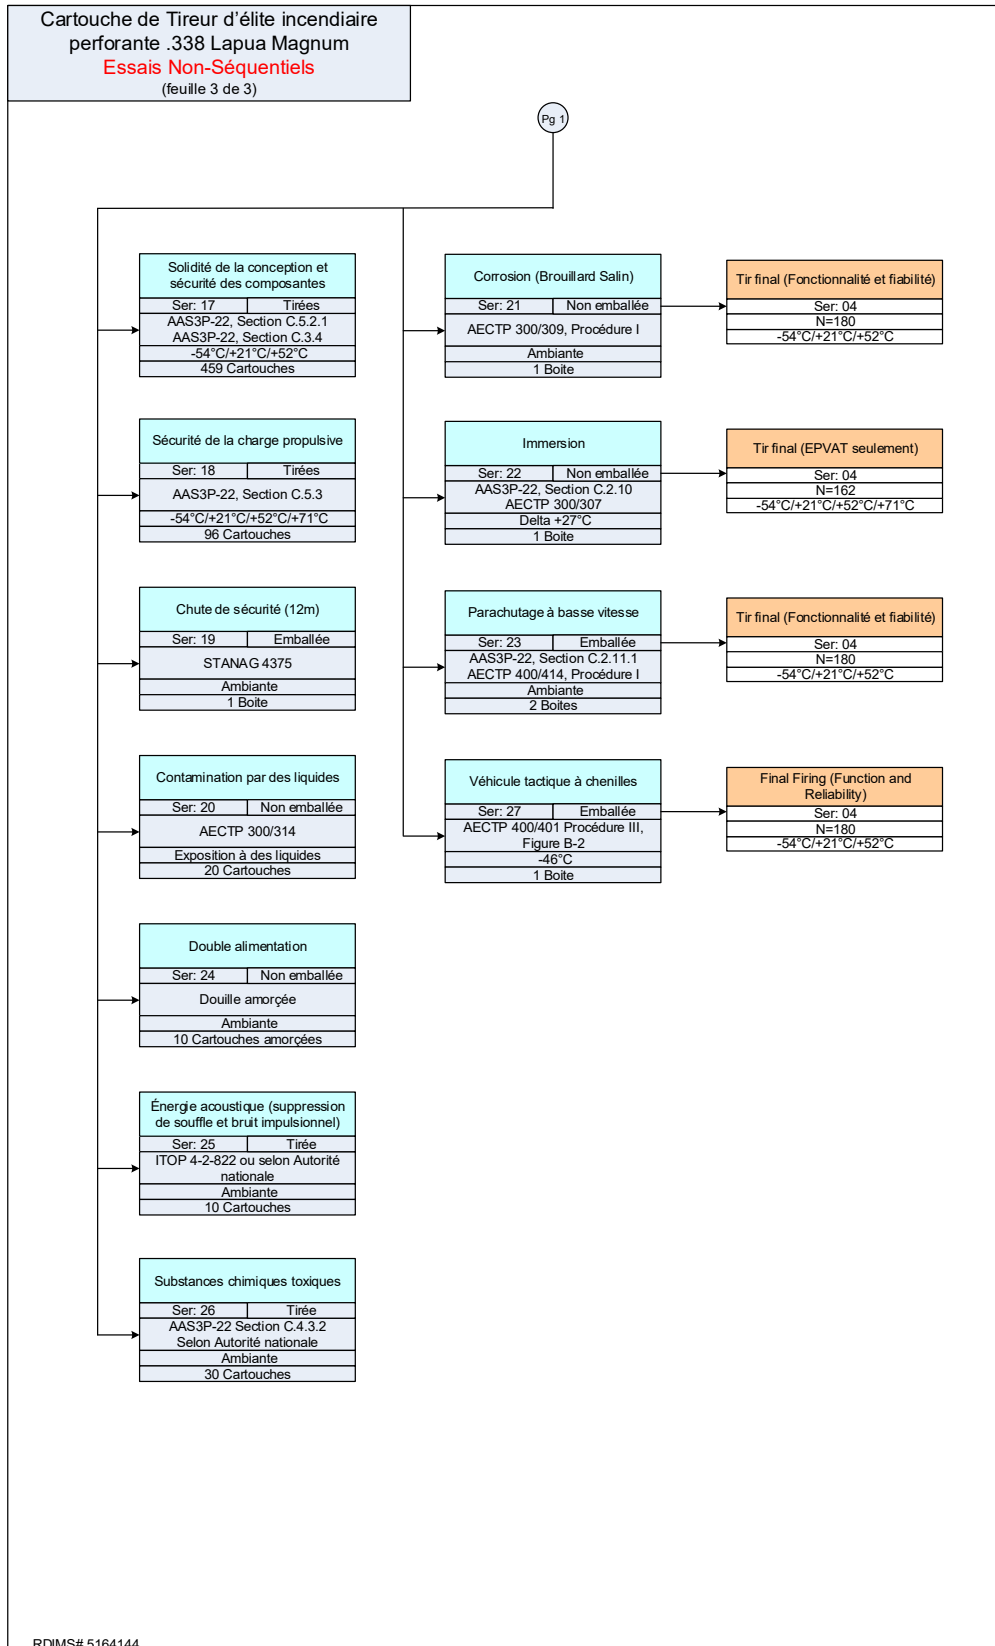 Cartouche de Tireur d'élite incendiaire
perforante .338 Lapua Magnum
Essais Non-Séquentiels
(feuille 3 de 3)
Pg 1
Solidité de la conception et
sécurité des composantes
Ser: 17 Tirées
AAS3P-22, Section C.5.2.1
AAS3P-22, Section C.3.4
-54°C/+21°C/+52°C
459 Cartouches
Corrosion (Brouillard Salin)
Ser: 21 Non emballée
AECTP 300/309, Procédure I
Ambiante
1 Boite
Tir final (Fonctionnalité et fiabilité)
Ser: 04
N=180
-54°C/+21°C/+52°C
Sécurité de la charge propulsive
Ser: 18 Tirées
AAS3P-22, Section C.5.3
-54°C/+21°C/+52°C/+71°C
96 Cartouches
Immersion
Ser: 22 Non emballée
AAS3P-22, Section C.2.10
AECTP 300/307
Delta +27°C
1 Boite
Tir final (EPVAT seulement)
Ser: 04
N=162
-54°C/+21°C/+52°C/+71°C
Chute de sécurité (12m)
Ser: 19 Emballée
STANAG 4375
Ambiante
1 Boite
Parachutage à basse vitesse
Ser: 23 Emballée
AAS3P-22, Section C.2.11.1
AECTP 400/414, Procédure I
Ambiante
2 Boites
Tir final (Fonctionnalité et fiabilité)
Ser: 04
N=180
-54°C/+21°C/+52°C
Contamination par des liquides
Ser: 20 Non emballée
AECTP 300/314
Exposition à des liquides
20 Cartouches
Véhicule tactique à chenilles
Ser: 27 Emballée
AECTP 400/401 Procédure III,
Figure B-2
-46°C
1 Boite
Final Firing (Function and
Reliability)
Ser: 04
N=180
-54°C/+21°C/+52°C
Double alimentation
Ser: 24 Non emballée
Douille amorçée
Ambiante
10 Cartouches amorçées
Énergie acoustique (suppression
de souffle et bruit impulsionnel)
Ser: 25 Tirée
ITOP 4-2-822 ou selon Autorité
nationale
Ambiante
10 Cartouches
Substances chimiques toxiques
Ser: 26 Tirée
AAS3P-22 Section C.4.3.2
Selon Autorité nationale
Ambiante
30 Cartouches
RDIMS# 5164144